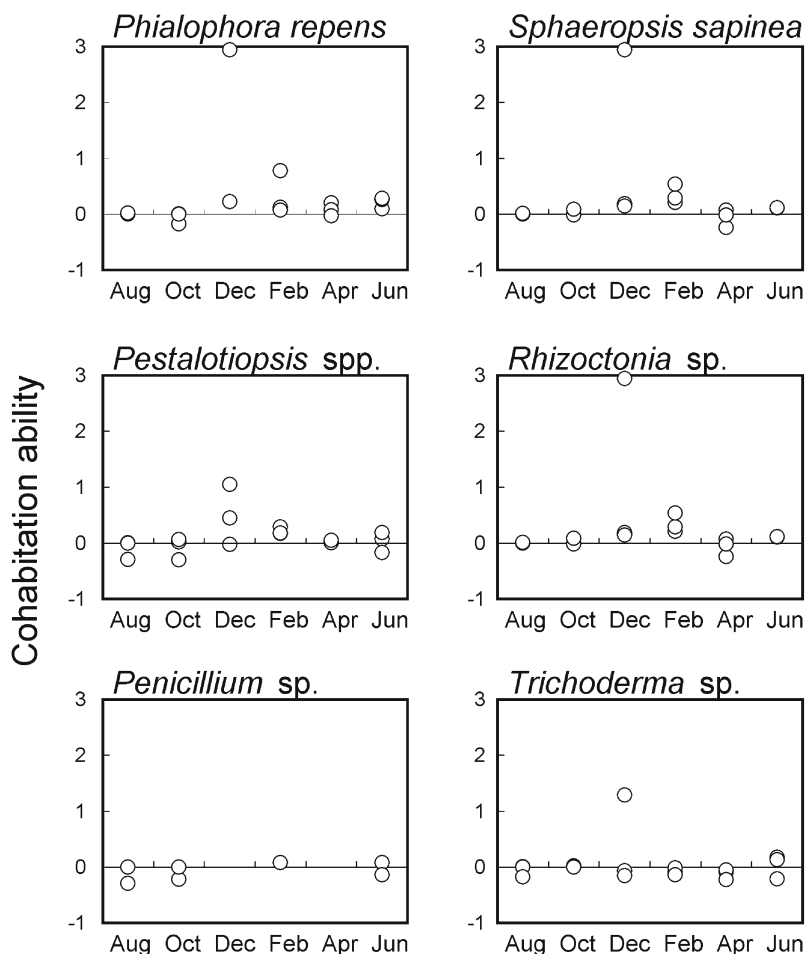 Phialophora repens
3
2
1
0
-1
Aug Oct Dec Feb Apr Jun
Sphaeropsis sapinea
3
2
1
0
-1
Aug Oct Dec Feb Apr Jun
Cohabitation ability
Pestalotiopsis spp.
3
2
1
0
-1
Aug Oct Dec Feb Apr Jun
Rhizoctonia sp.
3
2
1
0
-1
Aug Oct Dec Feb Apr Jun
Penicillium sp.
3
2
1
0
-1
Aug Oct Dec Feb Apr Jun
Trichoderma sp.
3
2
1
0
-1
Aug Oct Dec Feb Apr Jun